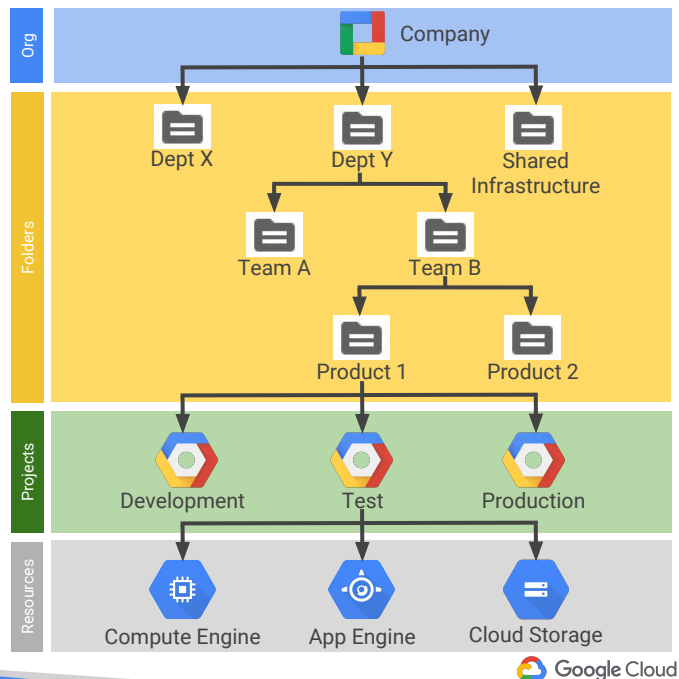 Org
Company
Folders
Dept X
Dept Y
Shared
Infrastructure
Team A
Team B
Product 1
Product 2
Projects
Development
Test
Production
Resources
Compute Engine
App Engine
Cloud Storage
Google Cloud